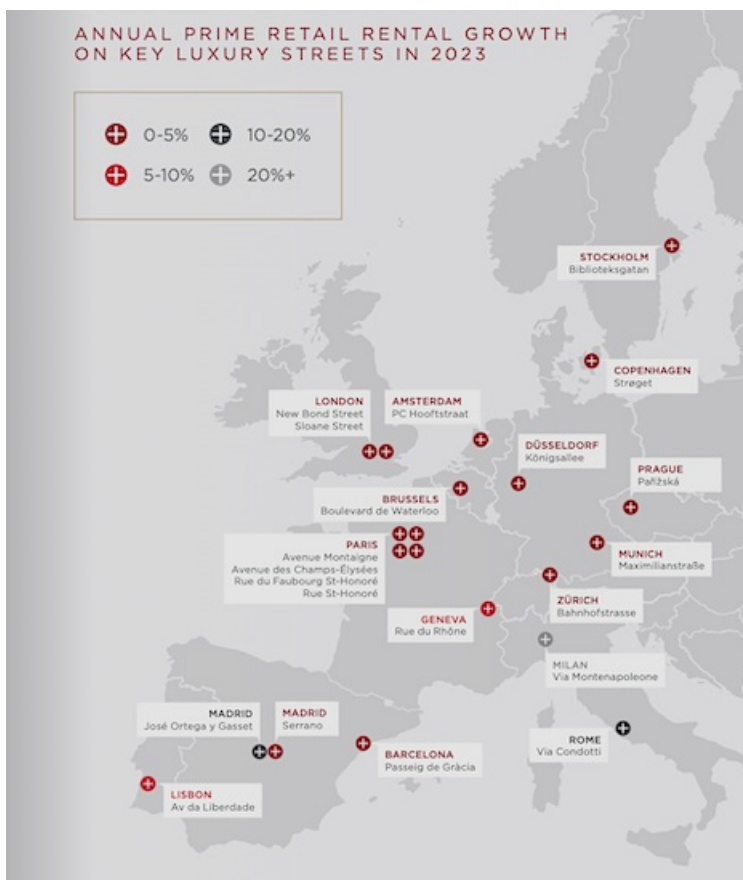 ANNUAL PRIME RETAIL RENTAL GROWTH
ON KEY LUXURY STREETS IN 2023
0-5%
10-20%
5-10%
20%+
STOCKHOLM
Biblioteksgatan
COPENHAGEN
Strøget
LONDON
New Bond Street
Sloane Street
AMSTERDAM
PC Hooftstraat
DÜSSELDORF
Königsallee
PRAGUE
Pařížská
BRUSSELS
Boulevard de Waterloo
PARIS
Avenue Montaigne
Avenue des Champs-Élysées
Rue du Faubourg St-Honoré
Rue St-Honoré
MUNICH
Maximilianstraße
ZÜRICH
Bahnhofstrasse
GENEVA
Rue du Rhône
MILAN
Via Montenapoleone
MADRID
José Ortega y Gasset
MADRID
Serrano
ROME
Via Condotti
BARCELONA
Passeig de Gràcia
LISBON
Av da Liberdade